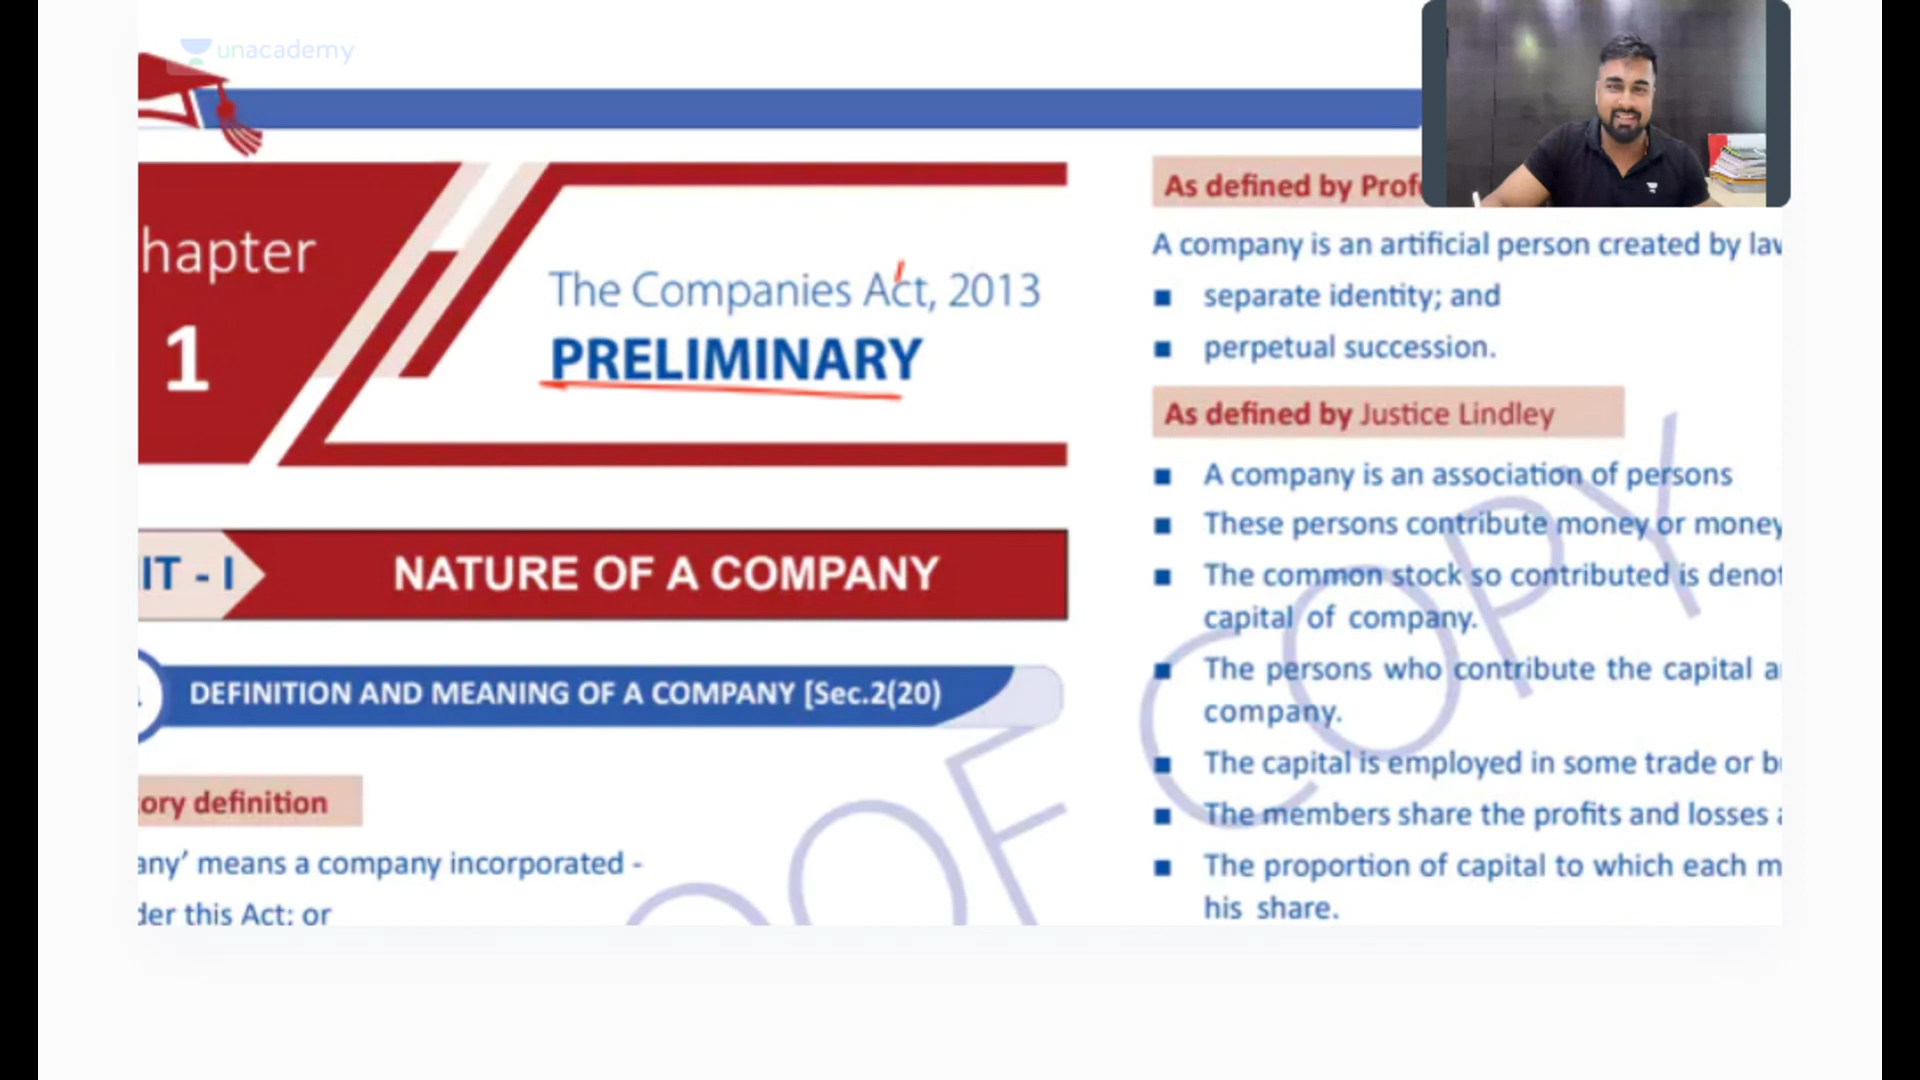 unacademy
hapter
1
The Companies Act, 2013
PRELIMINARY
IT - I
NATURE OF A COMPANY
DEFINITION AND MEANING OF A COMPANY [Sec.2(20)
ory definition
any’ means a company incorporated -
der this Act; or
As defined by Prof
A company is an artificial person created by law
■ separate identity; and
■ perpetual succession.
As defined by Justice Lindley
■ A company is an association of persons
■ These persons contribute money or money
■ The common stock so contributed is denot
capital of company.
■ The persons who contribute the capital a
company.
■ The capital is employed in some trade or b
■ The members share the profits and losses
■ The proportion of capital to which each m
his share.
OOF COPY